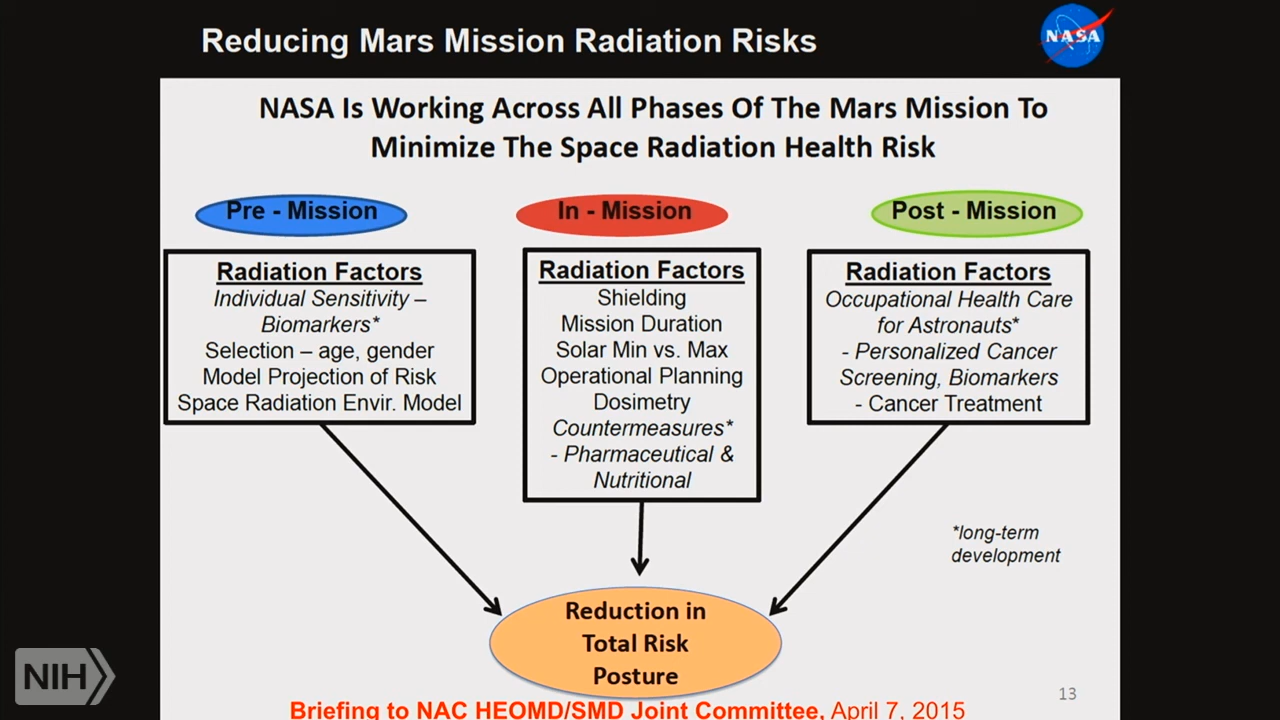 Reducing Mars Mission Radiation Risks
NASA
NASA Is Working Across All Phases Of The Mars Mission To
Minimize The Space Radiation Health Risk
Pre - Mission
In - Mission
Post - Mission
Radiation Factors
Individual Sensitivity –
Biomarkers*
Selection – age, gender
Model Projection of Risk
Space Radiation Envir. Model
Radiation Factors
Shielding
Mission Duration
Solar Min vs. Max
Operational Planning
Dosimetry
Countermeasures*
- Pharmaceutical &
Nutritional
Radiation Factors
Occupational Health Care
for Astronauts*
- Personalized Cancer
Screening, Biomarkers
- Cancer Treatment
*long-term
development
Reduction in
Total Risk
Posture
NIH
13
Briefing to NAC HEOMD/SMD Joint Committee, April 7, 2015